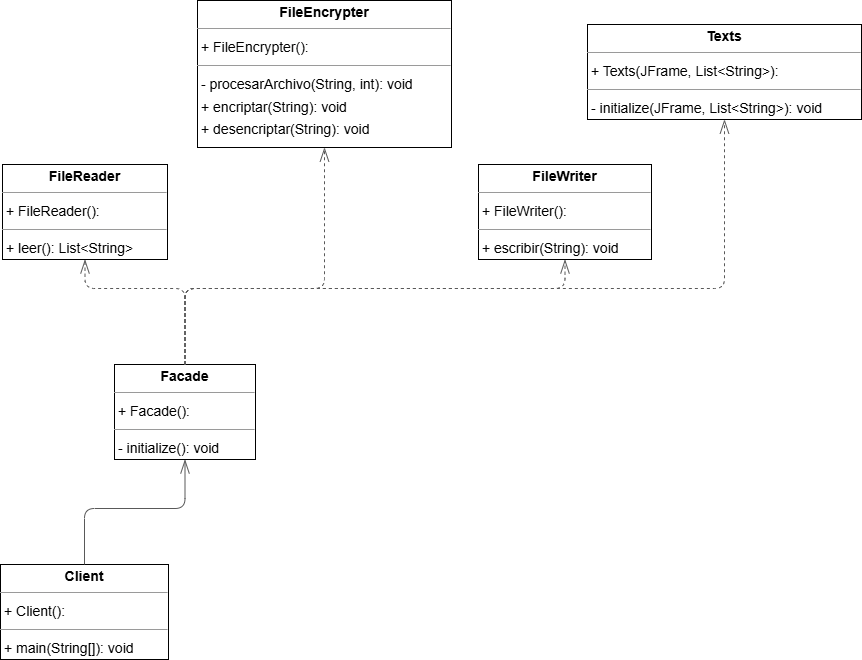 FileEncrypter
+ FileEncrypter():
- procesarArchivo(String, int): void
+ encriptar(String): void
+ desencriptar(String): void
Texts
+ Texts(JFrame, List<String>):
- initialize(JFrame, List<String>): void
FileReader
+ FileReader():
+ leer(): List<String>
FileWriter
+ FileWriter():
+ escribir(String): void
Facade
+ Facade():
- initialize(): void
Client
+ Client():
+ main(String[]): void